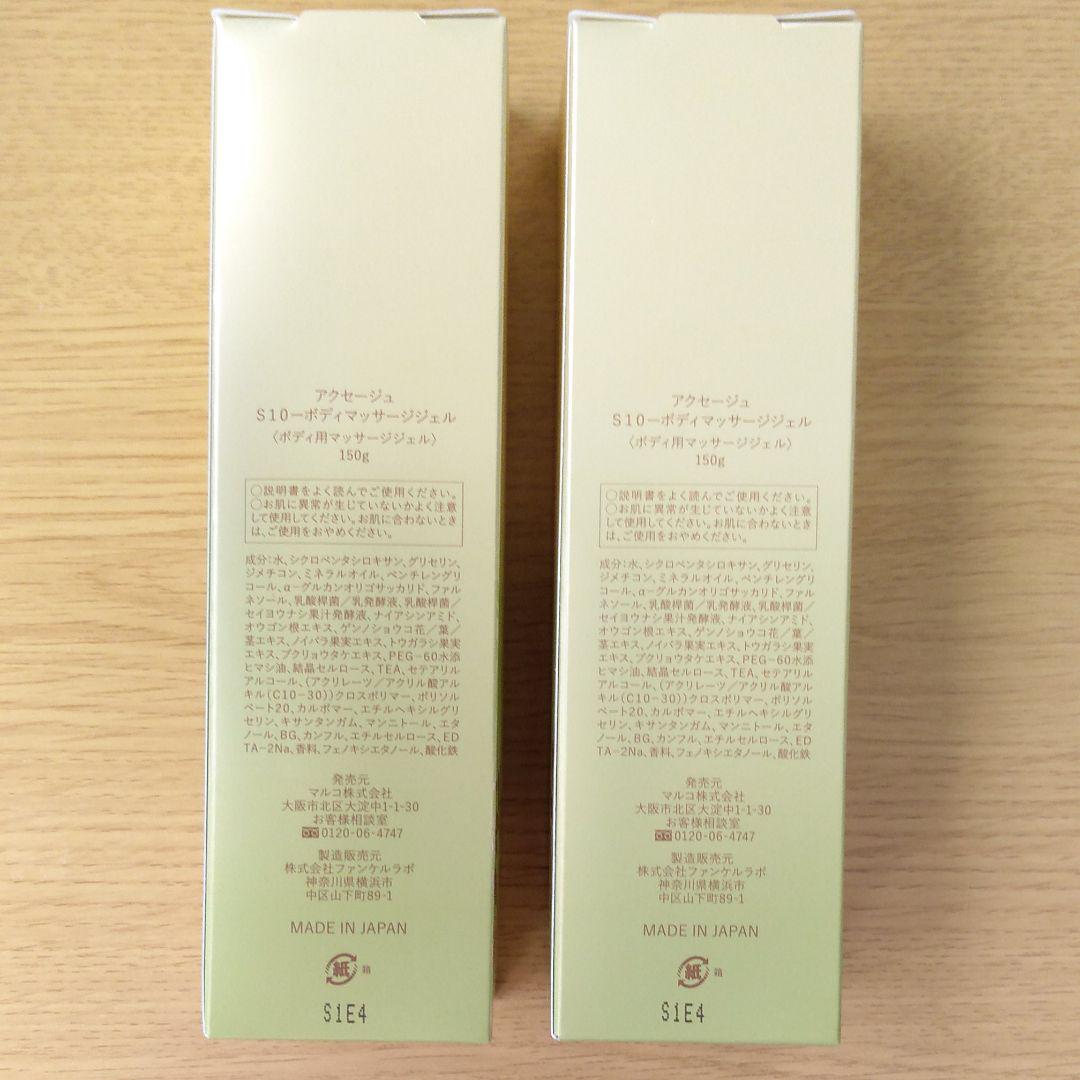 アクセージュ
S10ーボディマッサージジェル
〈ボディ用マッサージジェル〉
150g
○説明書をよく読んでご使用ください。
○お肌に異常が生じていないかよく注意
して使用してください。お肌に合わないとき
は、ご使用をおやめください。
成分:水、シクロペンタシロキサン、グリセリン、
ジメチコン、ミネラルオイル、ペンチレングリ
コール、α-グルカンオリゴサッカリド、ファル
ネソール、乳酸桿菌/乳発酵液、乳酸桿菌/
セイヨウナシ果汁発酵液、ナイアシンアミド、
オウゴン根エキス、ゲンノショウコ花/葉/
茎エキス、ノイバラ果実エキス、トウガラシ果実
エキス、ブクリョウタケエキス、PEG-60水添
ヒマシ油、結晶セルロース、TEA、セテアリル
アルコール、(アクリレーツ/アクリル酸アル
キル(C10-30))クロスポリマー、ポリソル
ベート20、カルボマー、エチルヘキシルグリ
セリン、キサンタンガム、マンニトール、エタ
ノール、BG、カンフル、エチルセルロース、ED
TA-2Na、香料、フェノキシエタノール、酸化鉄
発売元
マルコ株式会社
大阪市北区大淀中1-1-30
お客様相談室
0120-06-4747
製造販売元
株式会社ファンケルラボ
神奈川県横浜市
中区山下町89-1
MADE IN JAPAN
紙 箱
S1E4
アクセージュ
S10ーボディマッサージジェル
〈ボディ用マッサージジェル〉
150g
○説明書をよく読んでご使用ください。
○お肌に異常が生じていないかよく注意
して使用してください。お肌に合わないとき
は、ご使用をおやめください。
成分:水、シクロペンタシロキサン、グリセリン、
ジメチコン、ミネラルオイル、ペンチレングリ
コール、α-グルカンオリゴサッカリド、ファル
ネソール、乳酸桿菌/乳発酵液、乳酸桿菌/
セイヨウナシ果汁発酵液、ナイアシンアミド、
オウゴン根エキス、ゲンノショウコ花/葉/
茎エキス、ノイバラ果実エキス、トウガラシ果実
エキス、ブクリョウタケエキス、PEG-60水添
ヒマシ油、結晶セルロース、TEA、セテアリル
アルコール、(アクリレーツ/アクリル酸アル
キル(C10-30))クロスポリマー、ポリソル
ベート20、カルボマー、エチルヘキシルグリ
セリン、キサンタンガム、マンニトール、エタ
ノール、BG、カンフル、エチルセルロース、ED
TA-2Na、香料、フェノキシエタノール、酸化鉄
発売元
マルコ株式会社
大阪市北区大淀中1-1-30
お客様相談室
0120-06-4747
製造販売元
株式会社ファンケルラボ
神奈川県横浜市
中区山下町89-1
MADE IN JAPAN
紙 箱
S1E4